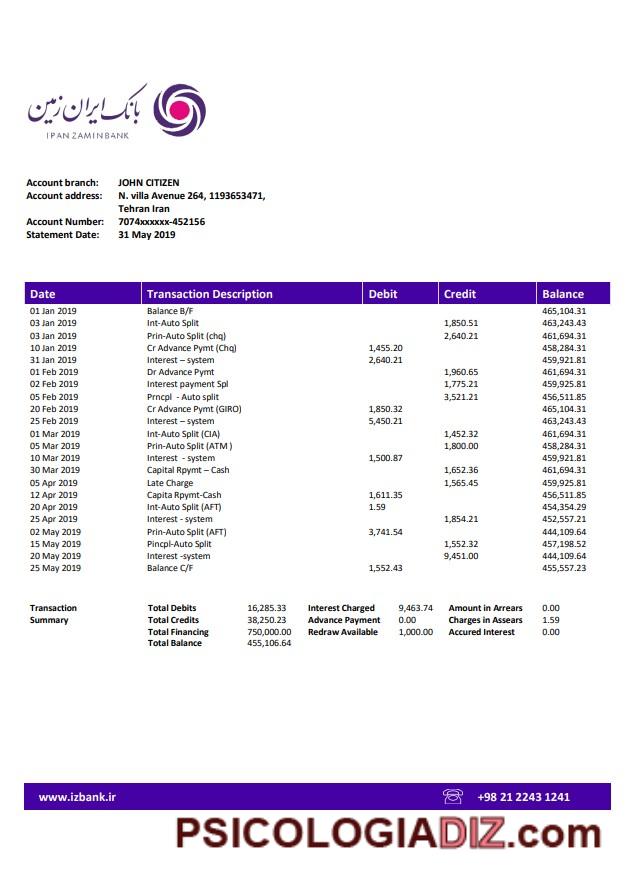 بانک ایران زمین
IPANZAMINBANK
Account branch: JOHN CITIZEN
Account address: N. villa Avenue 264, 1193653471,
Tehran Iran
Account Number: 7074xxxxxx-452156
Statement Date: 31 May 2019
Date Transaction Description Debit Credit Balance
01 Jan 2019 Balance B/F 465,104.31
03 Jan 2019 Int-Auto Split 1,850.51 463,243.43
03 Jan 2019 Prin-Auto Split (chq) 2,640.21 461,694.31
10 Jan 2019 Cr Advance Pymt (Chq) 1,455.20 458,284.31
31 Jan 2019 Interest – system 2,640.21 459,921.81
01 Feb 2019 Dr Advance Pymt 1,960.65 461,694.31
02 Feb 2019 Interest payment Spl 1,775.21 459,925.81
05 Feb 2019 Prncpl - Auto split 3,521.21 456,511.85
20 Feb 2019 Cr Advance Pymt (GIRO) 1,850.32 465,104.31
25 Feb 2019 Interest – system 5,450.21 463,243.43
01 Mar 2019 Int-Auto Split (CIA) 1,452.32 461,694.31
05 Mar 2019 Prin-Auto Split (ATM ) 1,800.00 458,284.31
10 Mar 2019 Interest - system 1,500.87 459,921.81
30 Mar 2019 Capital Rpymt – Cash 1,652.36 461,694.31
05 Apr 2019 Late Charge 1,565.45 459,925.81
12 Apr 2019 Capita Rpymt-Cash 1,611.35 456,511.85
20 Apr 2019 Int-Auto Split (AFT) 1.59 454,354.29
25 Apr 2019 Interest - system 1,854.21 452,557.21
02 May 2019 Prin-Auto Split (AFT) 3,741.54 444,109.64
15 May 2019 Pincpl-Auto Split 1,552.32 457,198.52
20 May 2019 Interest -system 9,451.00 444,109.64
25 May 2019 Balance C/F 1,552.43 455,557.23
Transaction Total Debits 16,285.33 Interest Charged 9,463.74 Amount in Arrears 0.00
Summary Total Credits 38,250.23 Advance Payment 0.00 Charges in Assears 1.59
Total Financing 750,000.00 Redraw Available 1,000.00 Accured Interest 0.00
Total Balance 455,106.64
www.izbank.ir +98 21 2243 1241
PSICOLOGIADIZ.com